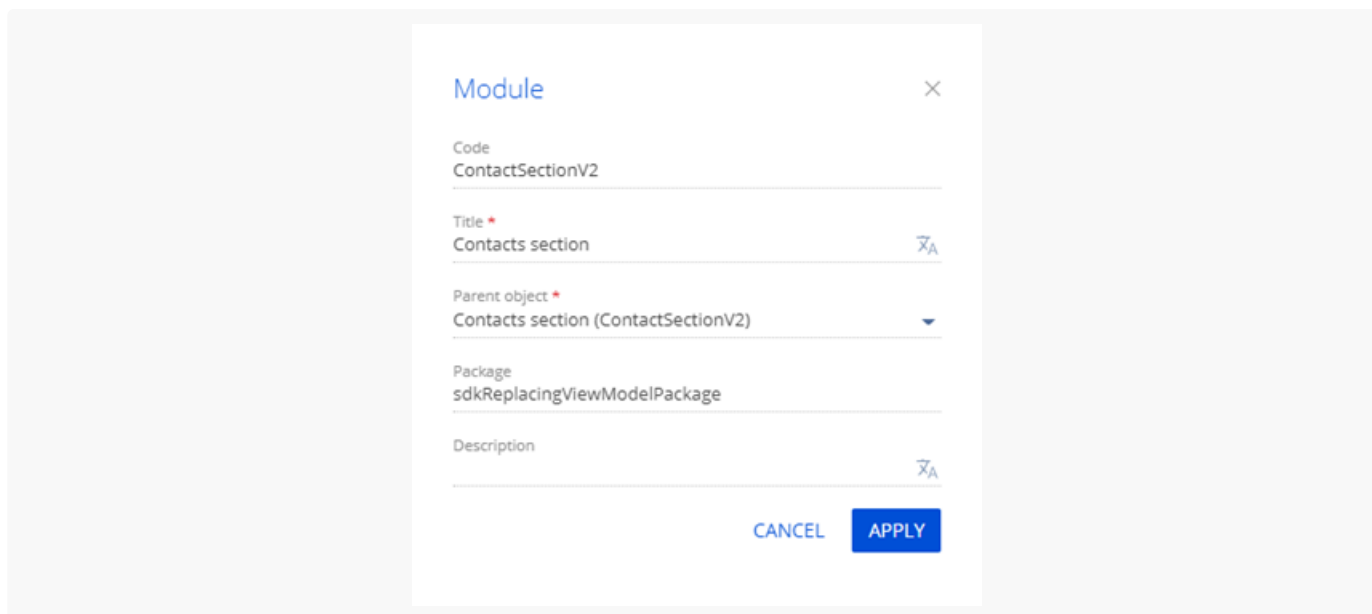 Module
Code
ContactSectionV2
Title *
Contacts section
Parent object *
Contacts section (ContactSectionV2)
Package
sdkReplacingViewModelPackage
Description
CANCEL APPLY